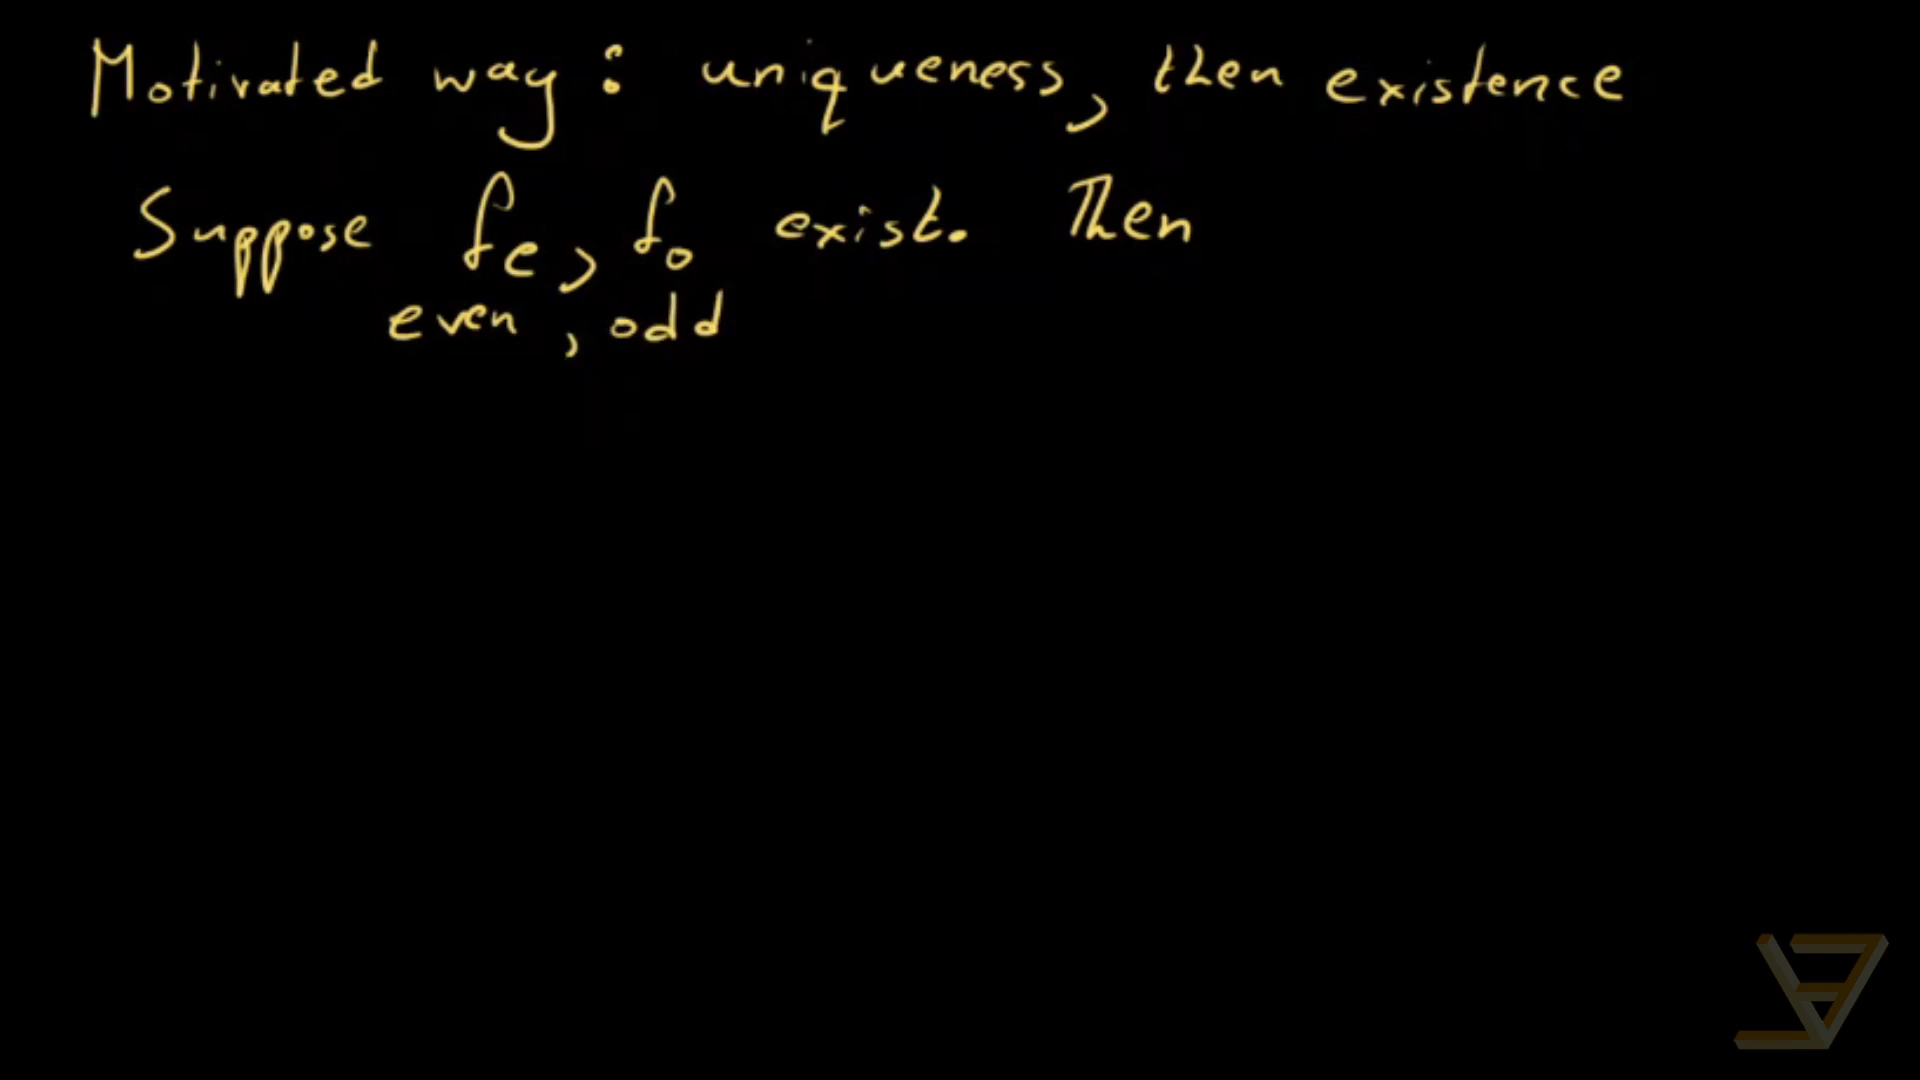 Motivated way: uniqueness, then existence
Suppose fe, fo exist. Then
even, odd